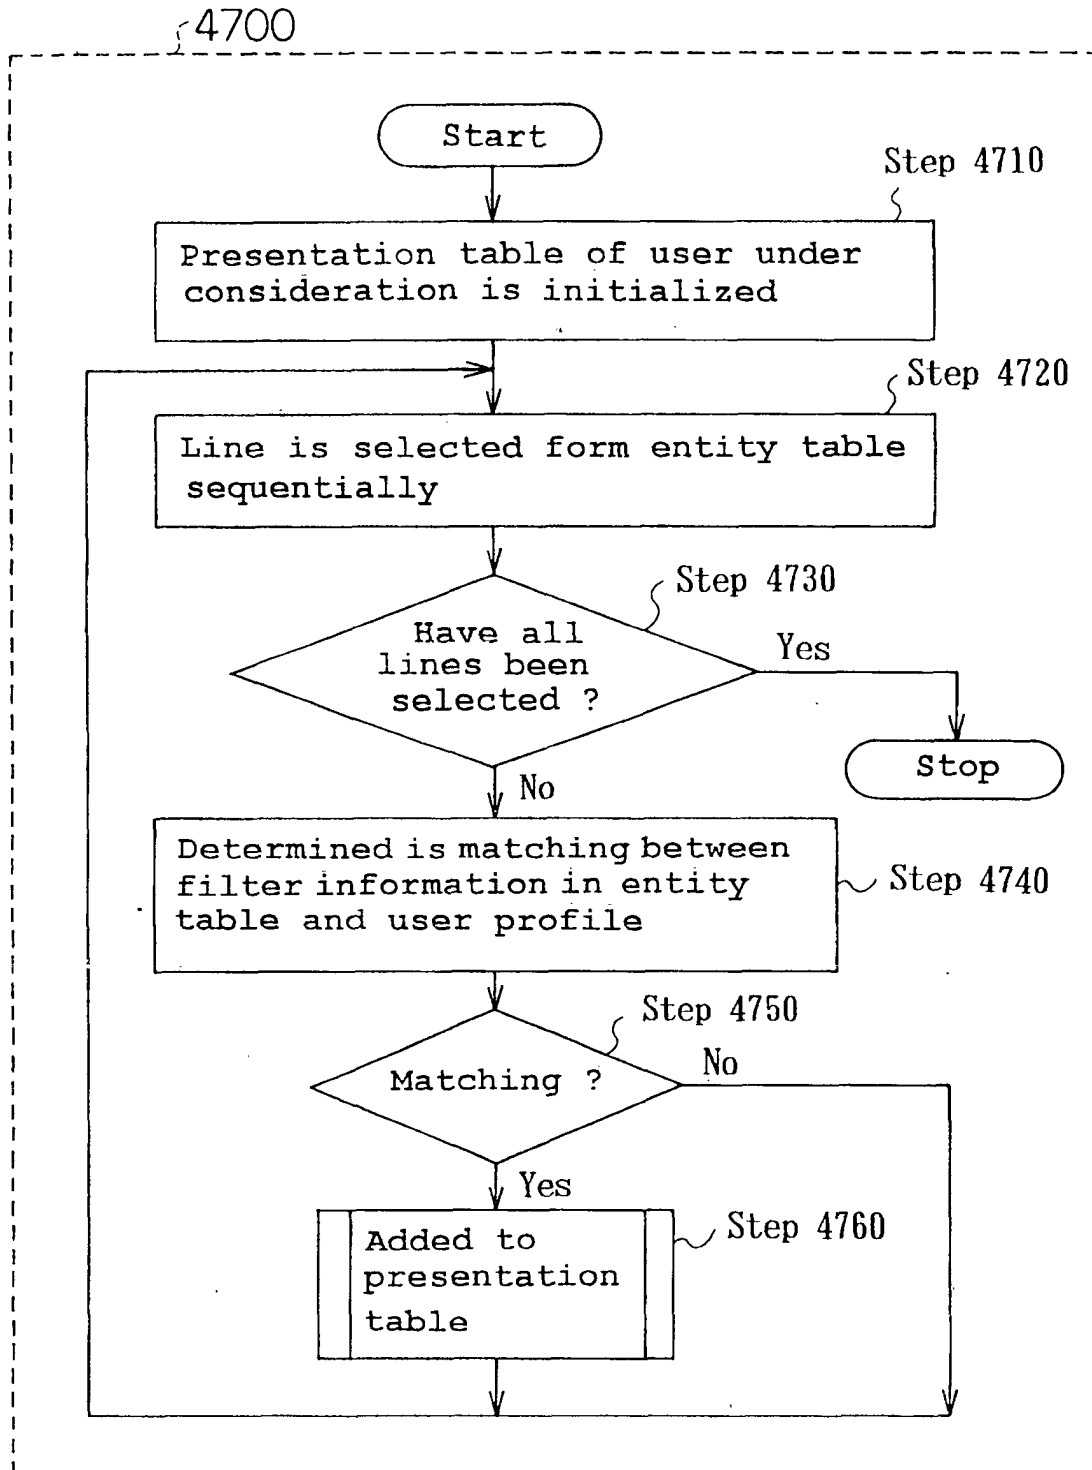 4700
Start
Step 4710
Presentation table of user under
consideration is initialized
Step 4720
Line is selected form entity table
sequentially
Step 4730
Have all
lines been
selected ?
Yes
Stop
No
Determined is matching between
filter information in entity
table and user profile
Step 4740
Step 4750
Matching ?
No
Yes
Step 4760
Added to
presentation
table